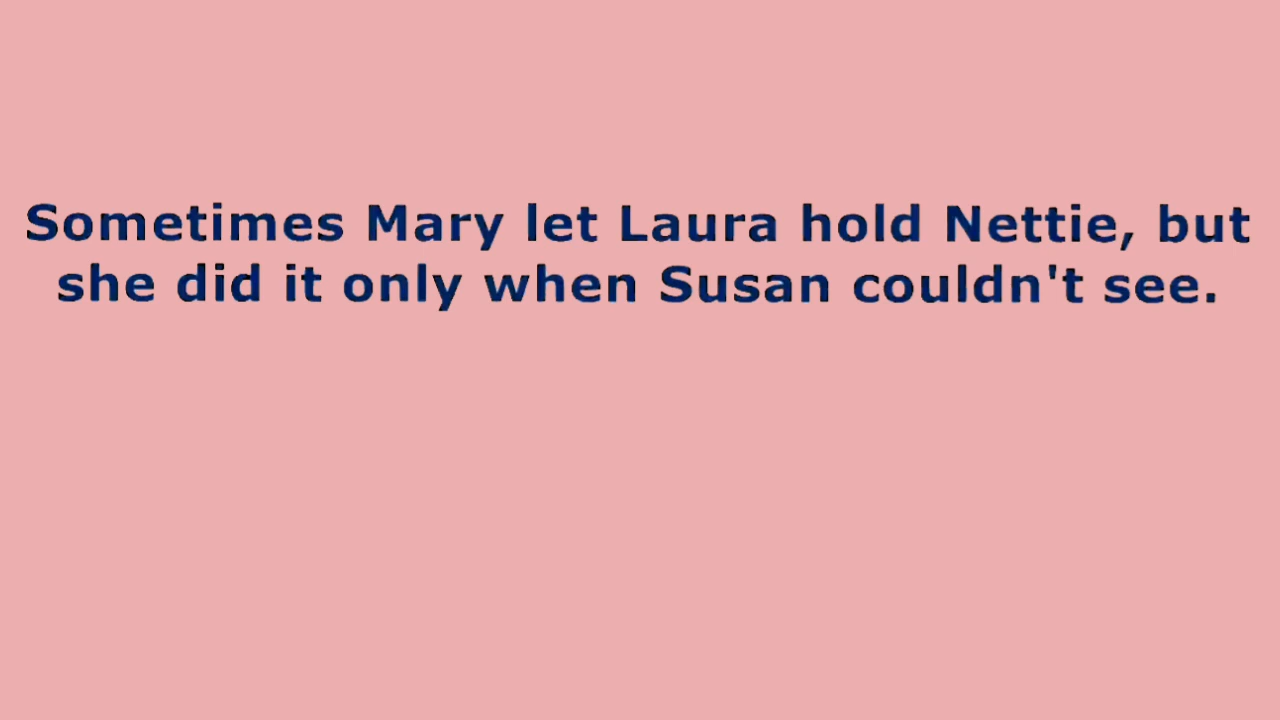 Sometimes Mary let Laura hold Nettie, but
she did it only when Susan couldn't see.